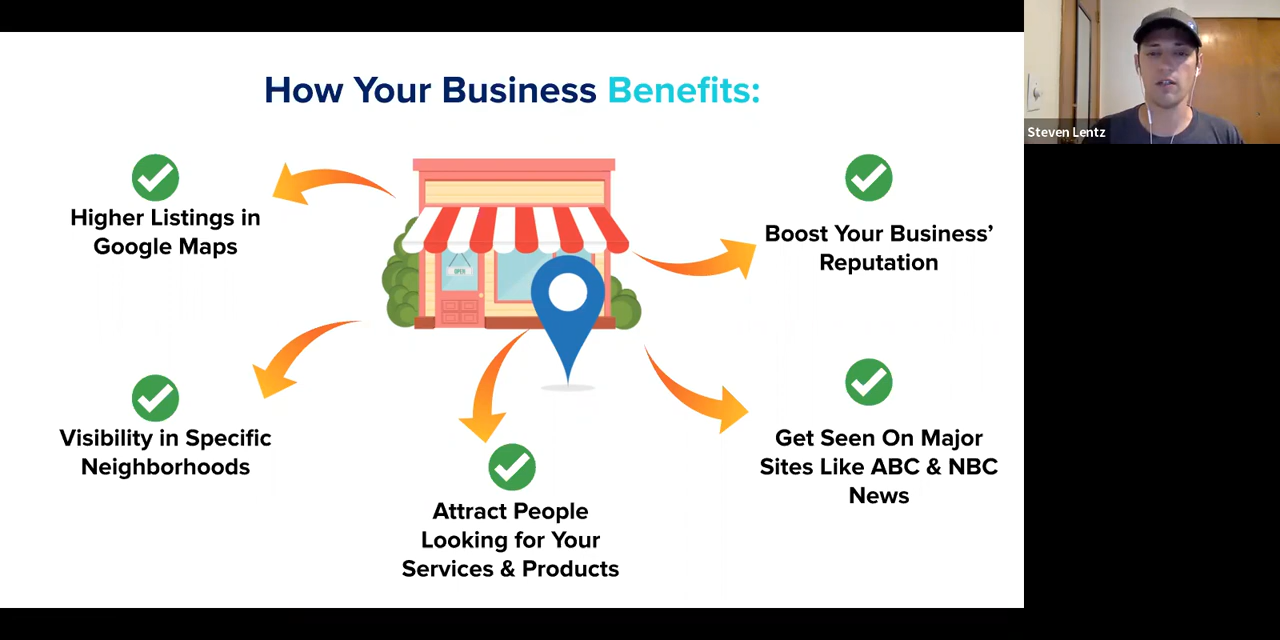 How Your Business Benefits:
Steven Lentz
Higher Listings in
Google Maps
OPEN
Boost Your Business’
Reputation
Visibility in Specific
Neighborhoods
Attract People
Looking for Your
Services & Products
Get Seen On Major
Sites Like ABC & NBC
News